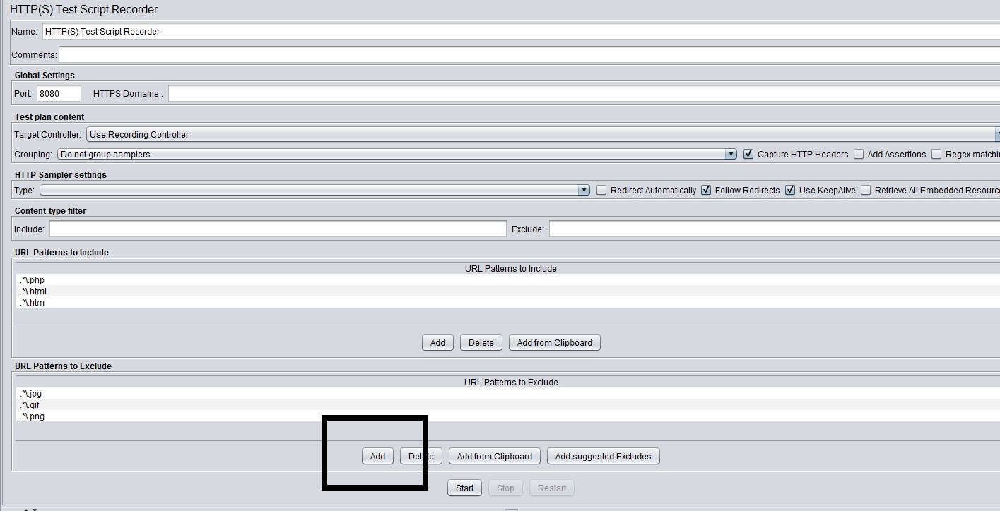 HTTP(S) Test Script Recorder
Name: HTTP(S) Test Script Recorder
Comments:
Global Settings
Port: 8080 HTTPS Domains :
Test plan content
Target Controller: Use Recording Controller
Grouping: Do not group samplers Capture HTTP Headers Add Assertions Regex matchin
HTTP Sampler settings
Type: Redirect Automatically Follow Redirects Use KeepAlive Retrieve All Embedded Resourc
Content-type filter
Include: Exclude:
URL Patterns to Include
URL Patterns to Include
.*\.php
.*\.html
.*\.htm
Add Delete Add from Clipboard
URL Patterns to Exclude
URL Patterns to Exclude
.*\.jpg
.*\.gif
.*\.png
Add Delete Add from Clipboard Add suggested Excludes
Start Stop Restart